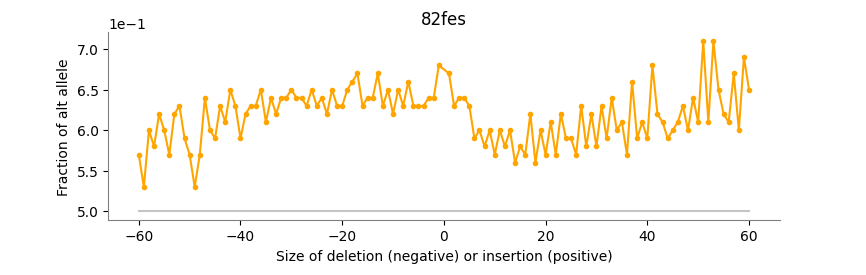 82fes
1e−1
7.0
6.5
6.0
5.5
5.0
Fraction of alt allele
−60 −40 −20 0 20 40 60
Size of deletion (negative) or insertion (positive)